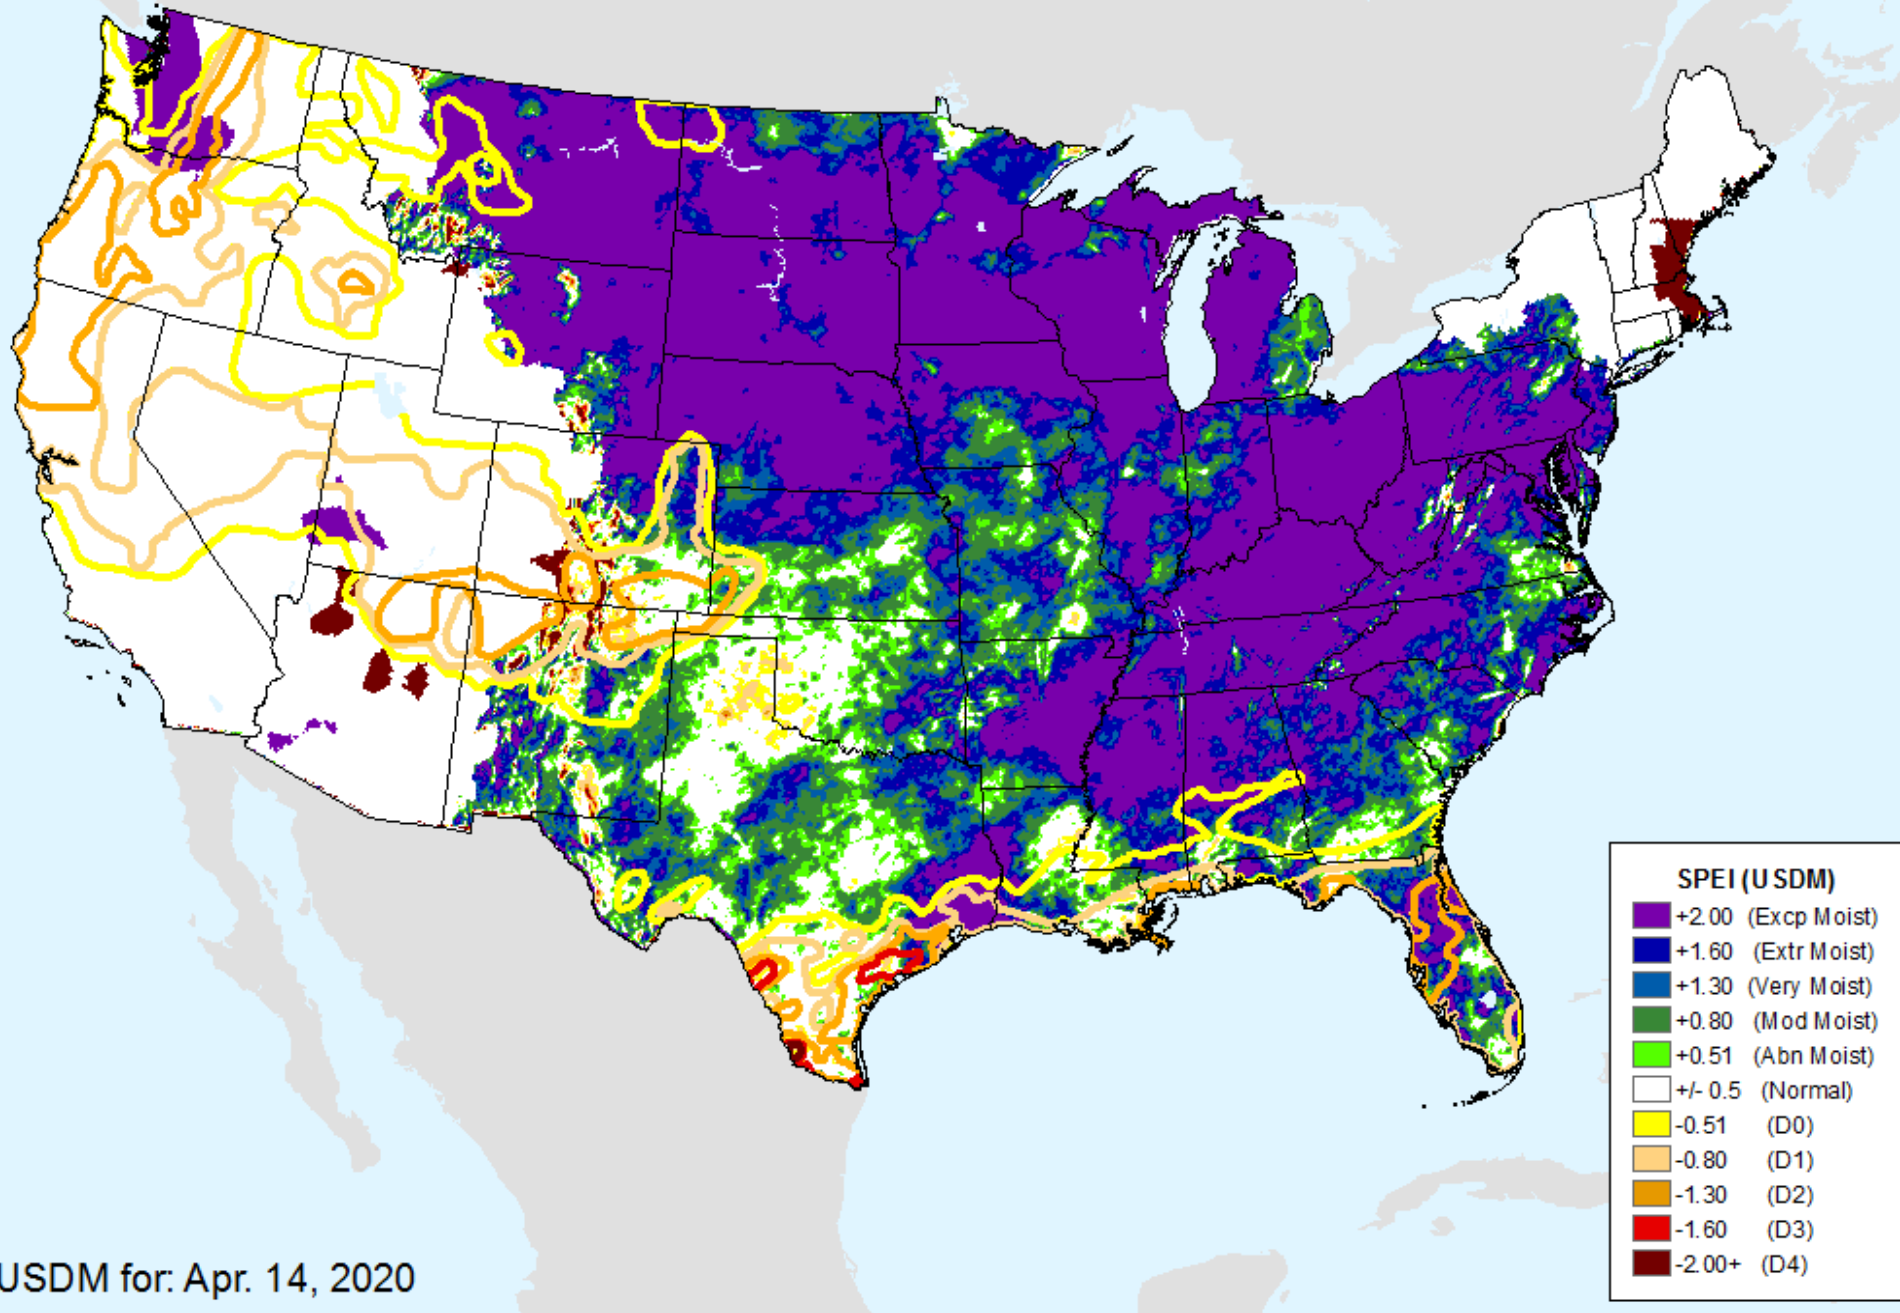 SPEI (USDM)
+2.00 (Excp Moist)
+1.60 (Extr Moist)
+1.30 (Very Moist)
+0.80 (Mod Moist)
+0.51 (Abn Moist)
+/- 0.5 (Normal)
-0.51 (D0)
-0.80 (D1)
-1.30 (D2)
-1.60 (D3)
-2.00+ (D4)
USDM for: Apr. 14, 2020